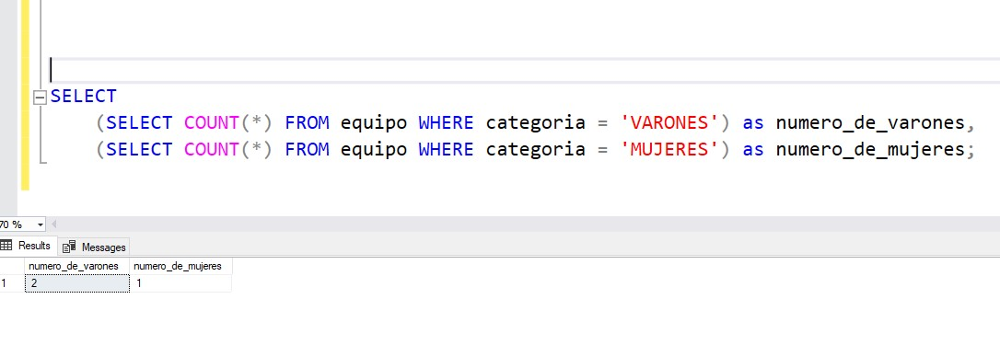 SELECT
(SELECT COUNT(*) FROM equipo WHERE categoria = 'VARONES') as numero_de_varones,
(SELECT COUNT(*) FROM equipo WHERE categoria = 'MUJERES') as numero_de_mujeres;
70 %
Results Messages
numero_de_varones numero_de_mujeres
1 2 1